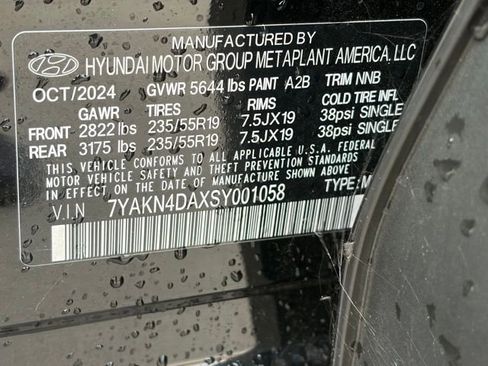 MANUFACTURED BY
HYUNDAI MOTOR GROUP METAPLANT AMERICA, LLC
OCT/2024 GVWR 5644 lbs PAINT A2B TRIM NNB
GAWR TIRES RIMS COLD TIRE INFL
FRONT 2822 lbs 235/55R19 7.5JX19 38psi SINGLE
REAR 3175 lbs 235/55R19 7.5JX19 38psi SINGLE
THIS VEHICLE CONFORMS TO ALL APPLICABLE U.S.A. FEDERAL
MOTOR VEHICLE SAFETY AND THEFT PREVENTION STANDARDS
IN EFFECT ON THE DATE OF MANUFACTURE SHOWN ABOVE
V.I.N 7YAKN4DAXSY001058 TYPE:M